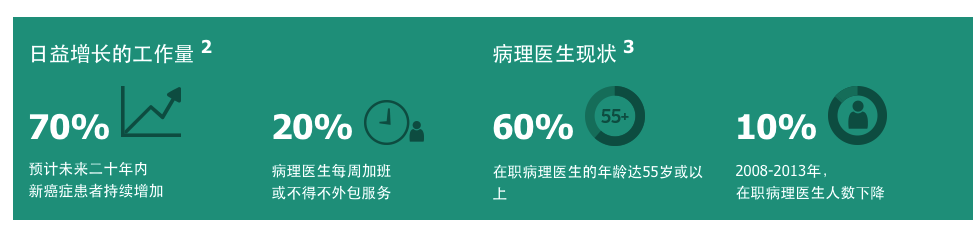 日益增长的工作量 2
病理医生现状 3
70%
20%
60%
55+
10%
预计未来二十年内
新癌症患者持续增加
病理医生每周加班
或不得不外包服务
在职病理医生的年龄达55岁或以
上
2008-2013年,
在职病理医生人数下降